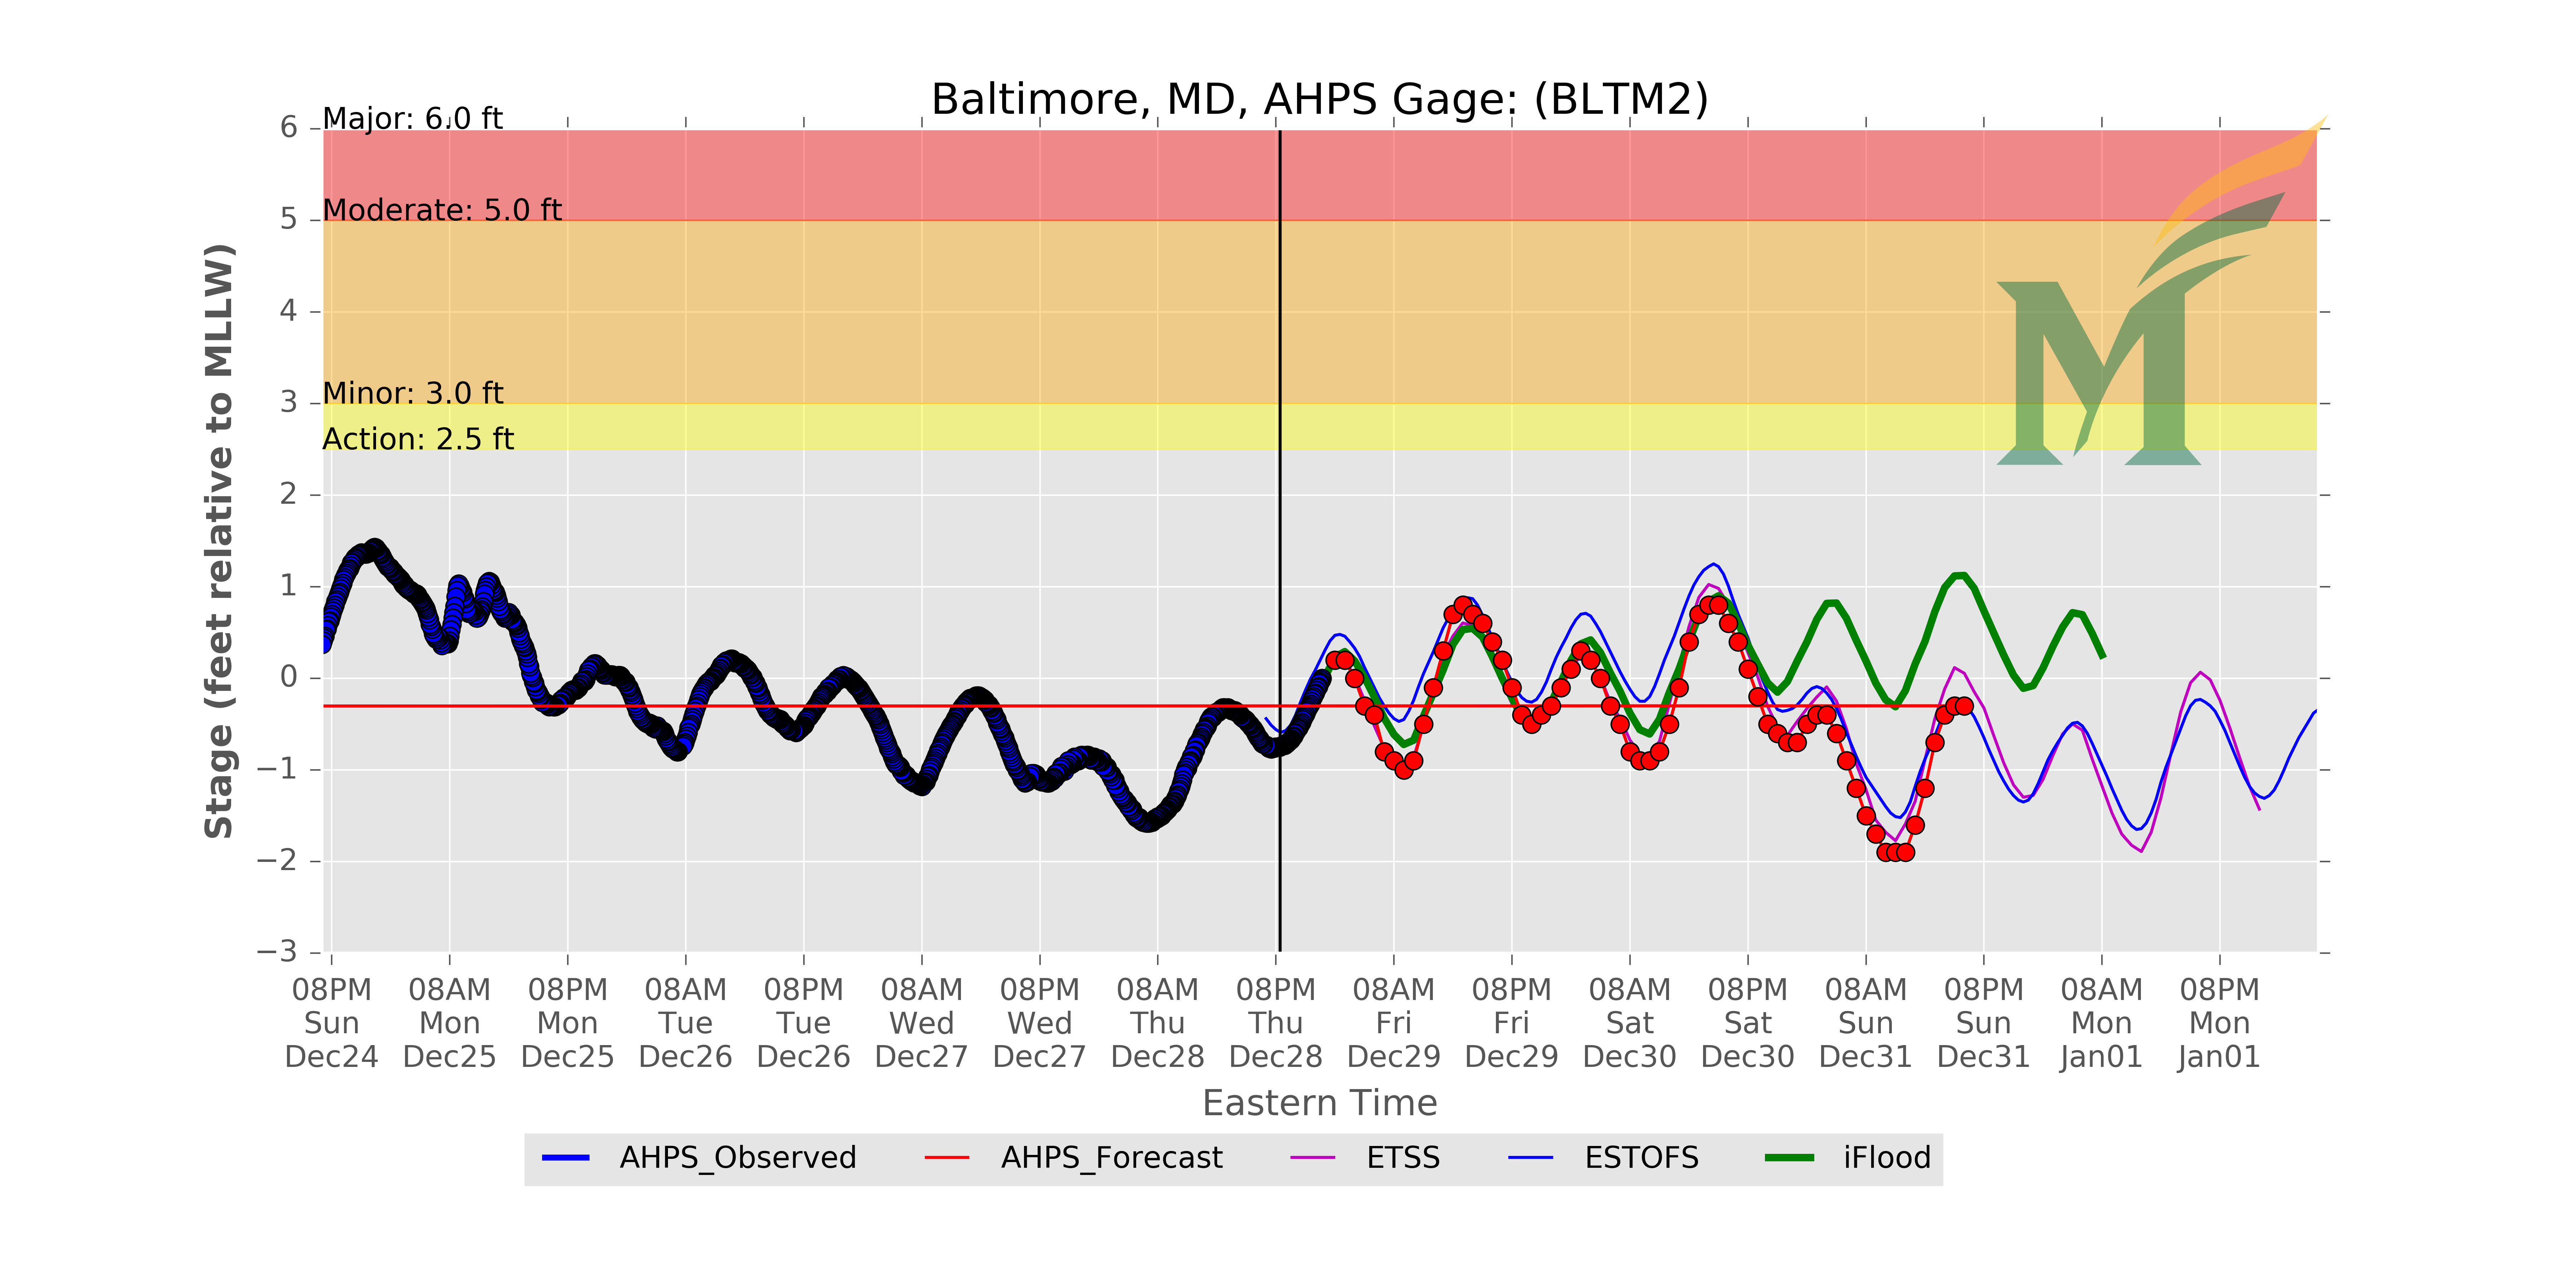 Baltimore, MD, AHPS Gage: (BLTM2)
Major: 6.0 ft
Moderate: 5.0 ft
Minor: 3.0 ft
Action: 2.5 ft
Stage (feet relative to MLLW)
6
5
4
3
2
1
0
−1
−2
−3
08PM 08AM 08PM 08AM 08PM 08AM 08PM 08AM 08PM 08AM 08PM 08AM 08PM 08AM 08PM 08AM 08PM
Sun Mon Mon Tue Tue Wed Wed Thu Thu Fri Fri Sat Sat Sun Sun Mon Mon
Dec24 Dec25 Dec25 Dec26 Dec26 Dec27 Dec27 Dec28 Dec28 Dec29 Dec29 Dec30 Dec30 Dec31 Dec31 Jan01 Jan01
Eastern Time
AHPS_Observed AHPS_Forecast ETSS ESTOFS iFlood
M